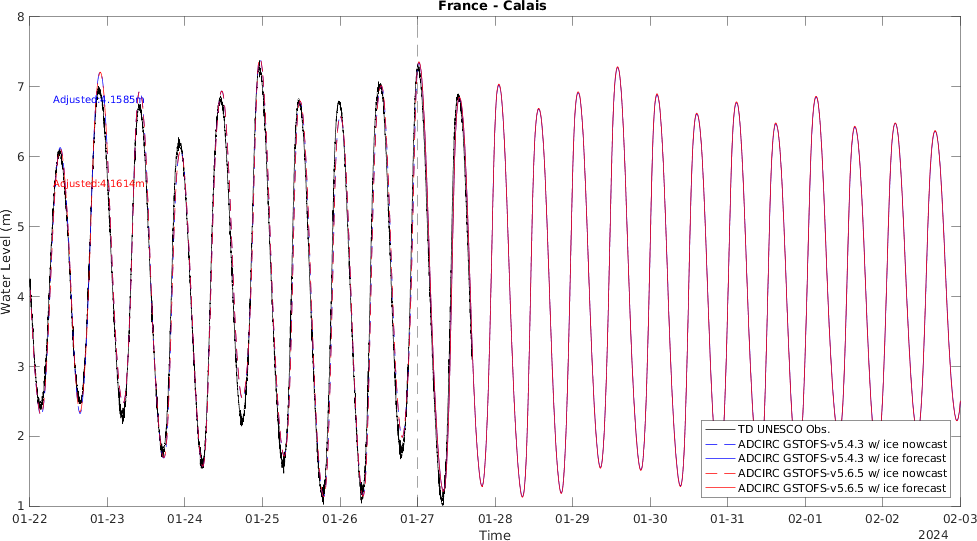 France - Calais
8
7
6
5
4
3
2
1
Water Level (m)
Adjusted:4.1585m
Adjusted:4.1614m
TD UNESCO Obs.
ADCIRC GSTOFS-v5.4.3 w/ ice nowcast
ADCIRC GSTOFS-v5.4.3 w/ ice forecast
ADCIRC GSTOFS-v5.6.5 w/ ice nowcast
ADCIRC GSTOFS-v5.6.5 w/ ice forecast
01-22 01-23 01-24 01-25 01-26 01-27 01-28 01-29 01-30 01-31 02-01 02-02 02-03
Time
2024